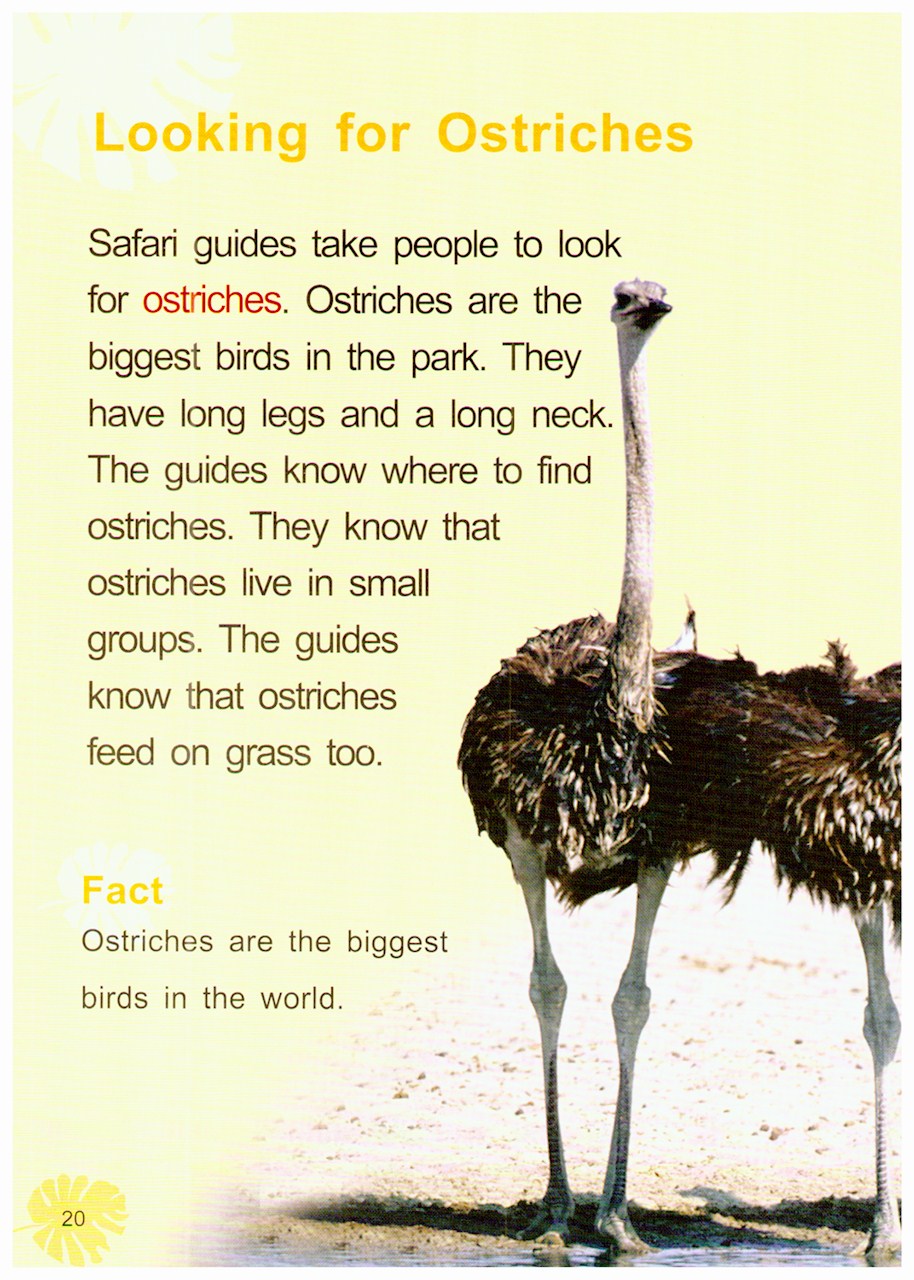 Looking for Ostriches
Safari guides take people to look
for ostriches. Ostriches are the
biggest birds in the park. They
have long legs and a long neck.
The guides know where to find
ostriches. They know that
ostriches live in small
groups. The guides
know that ostriches
feed on grass too.
Fact
Ostriches are the biggest
birds in the world.
20